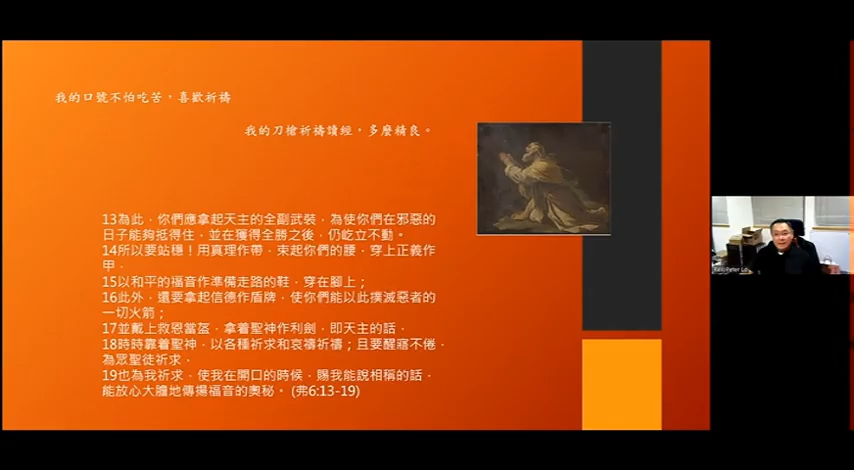 我的口號不怕吃苦，喜歡祈禱
我的刀槍祈禱讀經，多麼精良。
13為此，你們應拿起天主的全副武裝，為使你們在邪惡的
日子能夠抵得住，並在獲得全勝之後，仍屹立不動。
14所以要站穩！用真理作帶，束起你們的腰，穿上正義作
甲，
15以和平的福音作準備走路的鞋，穿在腳上；
16此外，還要拿起信德作盾牌，使你們能以此撲滅惡者的
一切火箭；
17並戴上救恩當盔，拿着聖神作利劍，即天主的話，
18時時靠着聖神，以各種祈求和哀禱祈禱；且要醒寤不倦，
為眾聖徒祈求，
19也為我祈求，使我在開口的時候，賜我能說相稱的話，
能放心大膽地傳揚福音的奧秘。 (弗6:13-19)